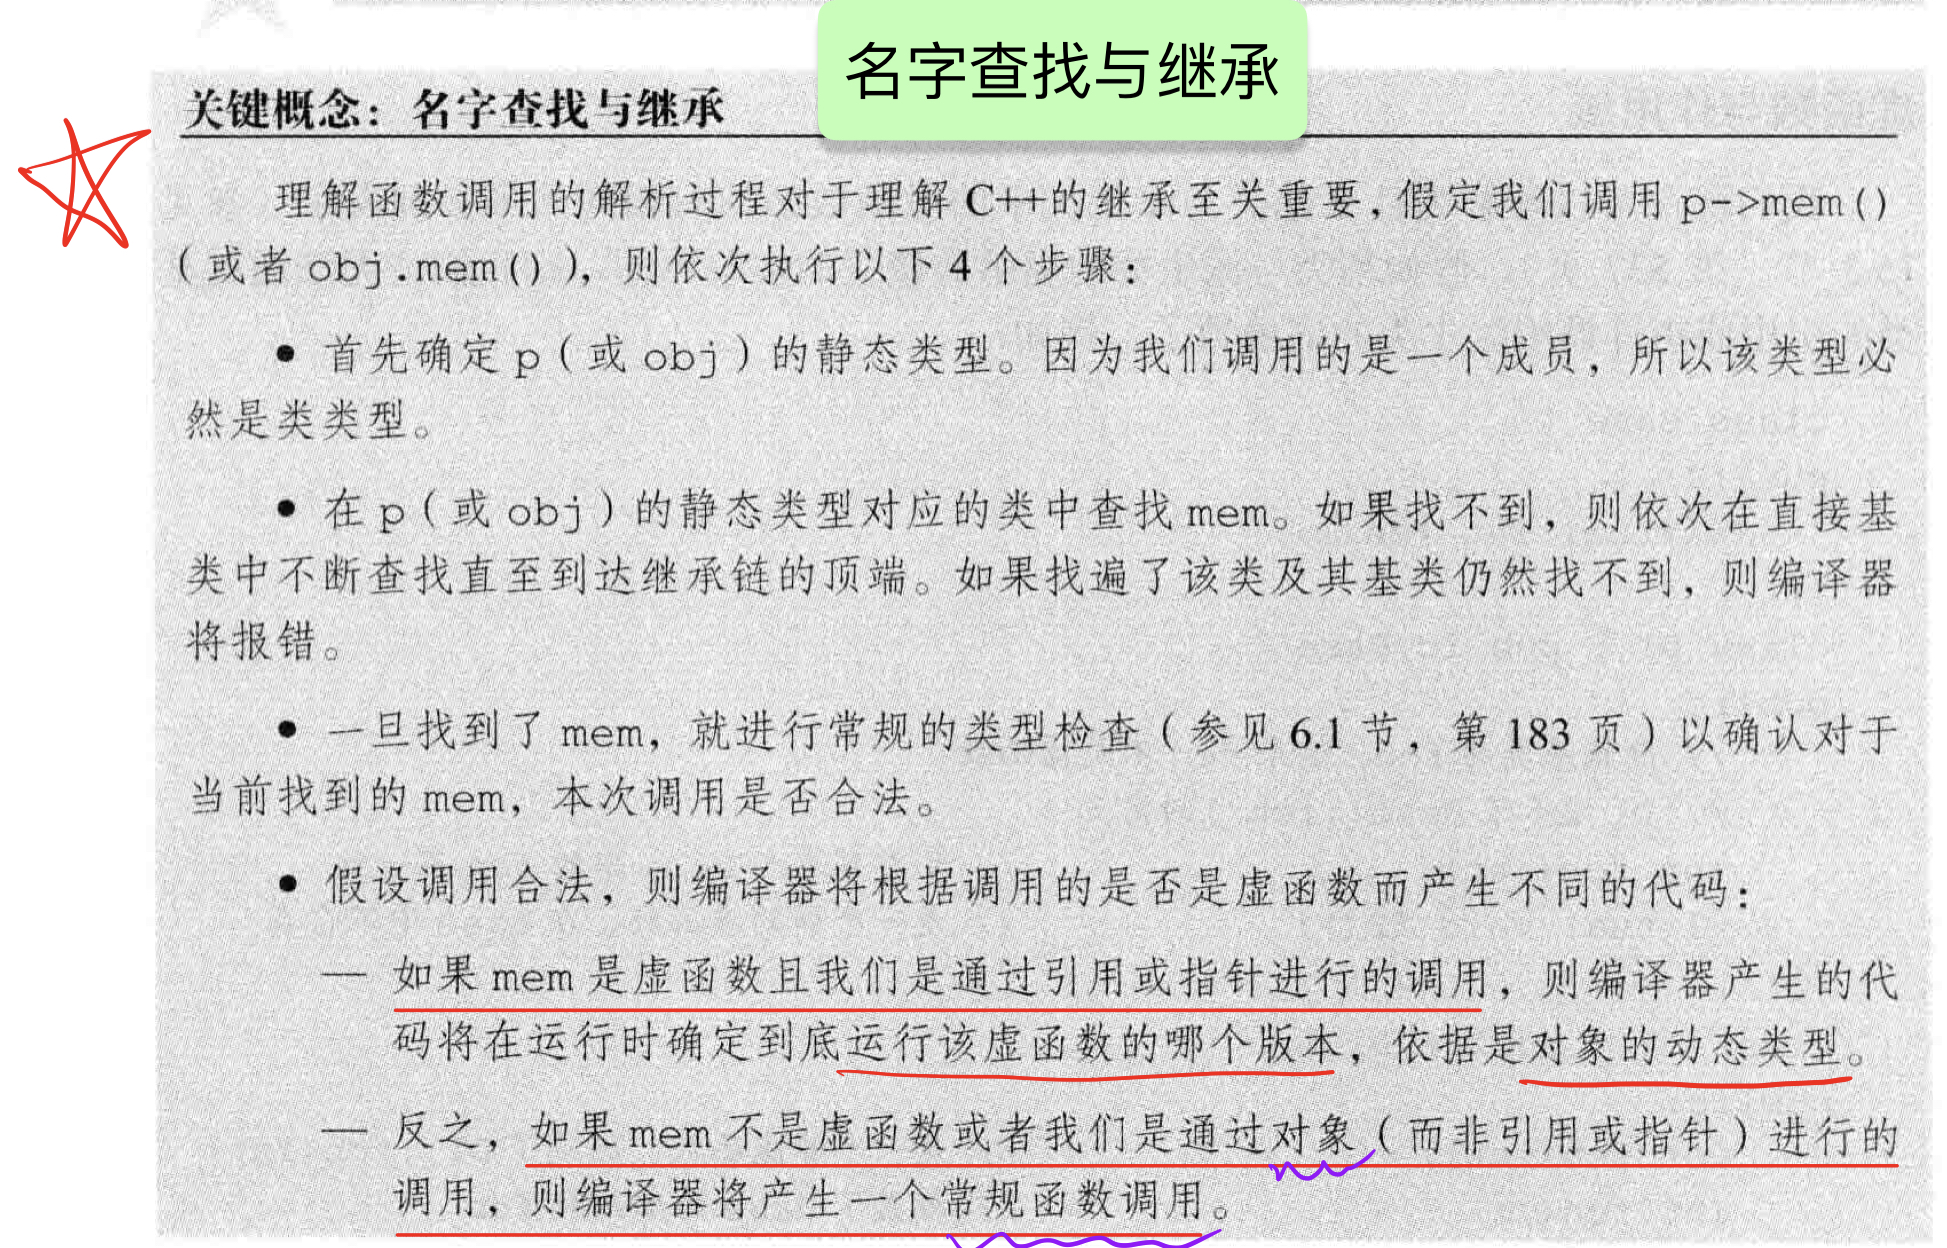 名字查找与继承
关键概念：名字查找与继承
理解函数调用的解析过程对于理解 C++的继承至关重要，假定我们调用 p->mem()
（或者 obj.mem()），则依次执行以下 4 个步骤：
• 首先确定 p（或 obj）的静态类型。因为我们调用的是一个成员，所以该类型必
然是类类型。
• 在 p（或 obj）的静态类型对应的类中查找 mem。如果找不到，则依次在直接基
类中不断查找直至到达继承链的顶端。如果找遍了该类及其基类仍然找不到，则编译器
将报错。
• 一旦找到了 mem，就进行常规的类型检查（参见 6.1 节，第 183 页）以确认对于
当前找到的 mem，本次调用是否合法。
• 假设调用合法，则编译器将根据调用的是否是虚函数而产生不同的代码：
— 如果 mem 是虚函数且我们是通过引用或指针进行的调用，则编译器产生的代
码将在运行时确定到底运行该虚函数的哪个版本，依据是对象的动态类型。
— 反之，如果 mem 不是虚函数或者我们是通过对象（而非引用或指针）进行的
调用，则编译器将产生一个常规函数调用。